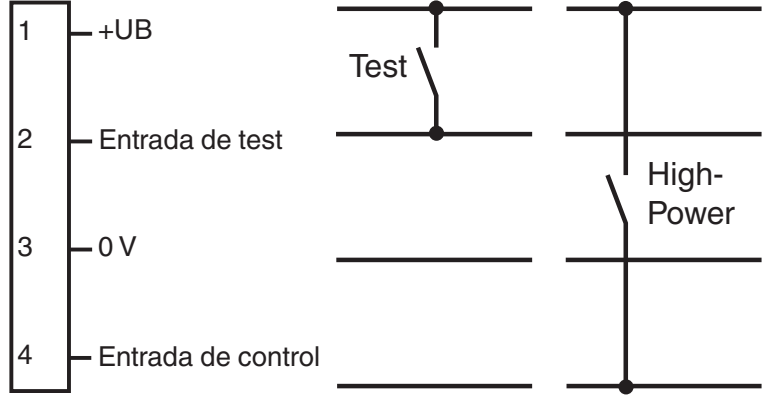 1 +UB
2 Entrada de test
3 0 V
4 Entrada de control
Test
High-
Power